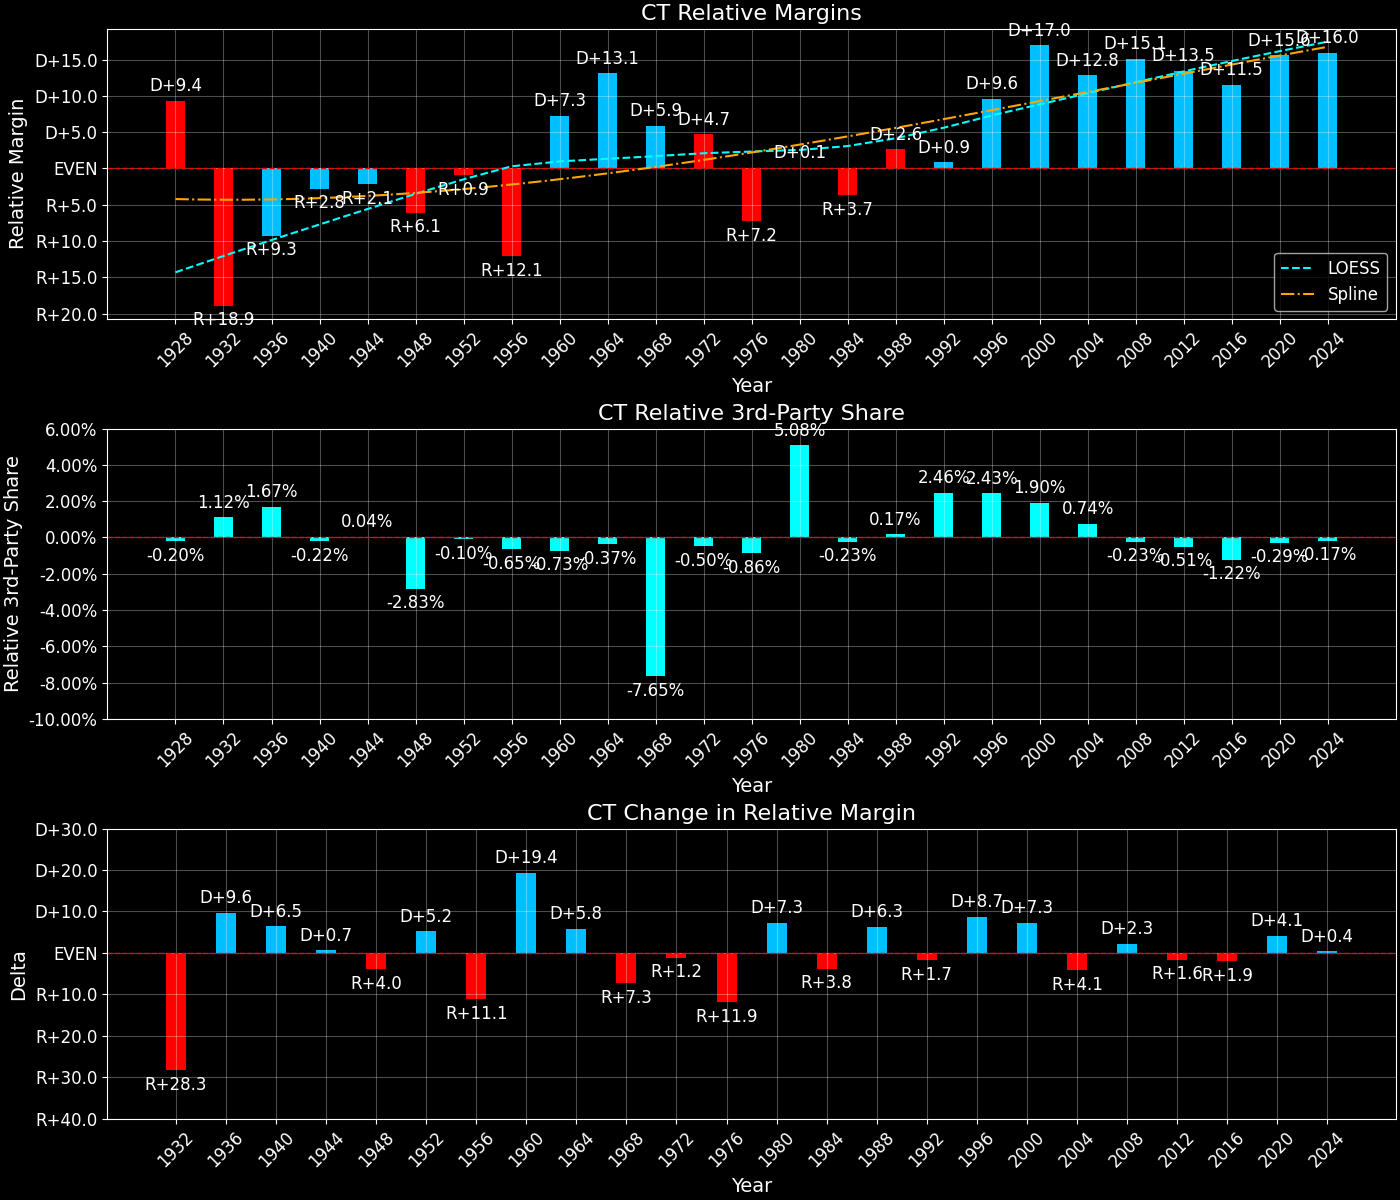 CT Relative Margins
Relative Margin
D+15.0
D+10.0
D+5.0
EVEN
R+5.0
R+10.0
R+15.0
R+20.0
D+9.4
R+18.9
R+9.3
R+2.8
R+2.1
R+6.1
R+0.9
R+12.1
D+7.3
D+13.1
D+5.9
D+4.7
R+7.2
D+0.1
R+3.7
D+2.6
D+0.9
D+9.6
D+17.0
D+12.8
D+15.1
D+13.5
D+11.5
D+15.6
D+16.0
LOESS
Spline
1928 1932 1936 1940 1944 1948 1952 1956 1960 1964 1968 1972 1976 1980 1984 1988 1992 1996 2000 2004 2008 2012 2016 2020 2024
Year
CT Relative 3rd-Party Share
Relative 3rd-Party Share
6.00%
4.00%
2.00%
0.00%
-2.00%
-4.00%
-6.00%
-8.00%
-10.00%
-0.20%
1.12%
1.67%
-0.22%
0.04%
-2.83%
-0.10%
-0.65%
-0.73%
-0.37%
-7.65%
-0.50%
-0.86%
5.08%
-0.23%
0.17%
2.46%
2.43%
1.90%
0.74%
-0.23%
-0.51%
-1.22%
-0.29%
-0.17%
1928 1932 1936 1940 1944 1948 1952 1956 1960 1964 1968 1972 1976 1980 1984 1988 1992 1996 2000 2004 2008 2012 2016 2020 2024
Year
CT Change in Relative Margin
Delta
D+30.0
D+20.0
D+10.0
EVEN
R+10.0
R+20.0
R+30.0
R+40.0
R+28.3
D+9.6
D+6.5
D+0.7
R+4.0
D+5.2
R+11.1
D+19.4
D+5.8
R+7.3
R+1.2
R+11.9
D+7.3
R+3.8
D+6.3
R+1.7
D+8.7
D+7.3
R+4.1
D+2.3
R+1.6
R+1.9
D+4.1
D+0.4
1932 1936 1940 1944 1948 1952 1956 1960 1964 1968 1972 1976 1980 1984 1988 1992 1996 2000 2004 2008 2012 2016 2020 2024
Year